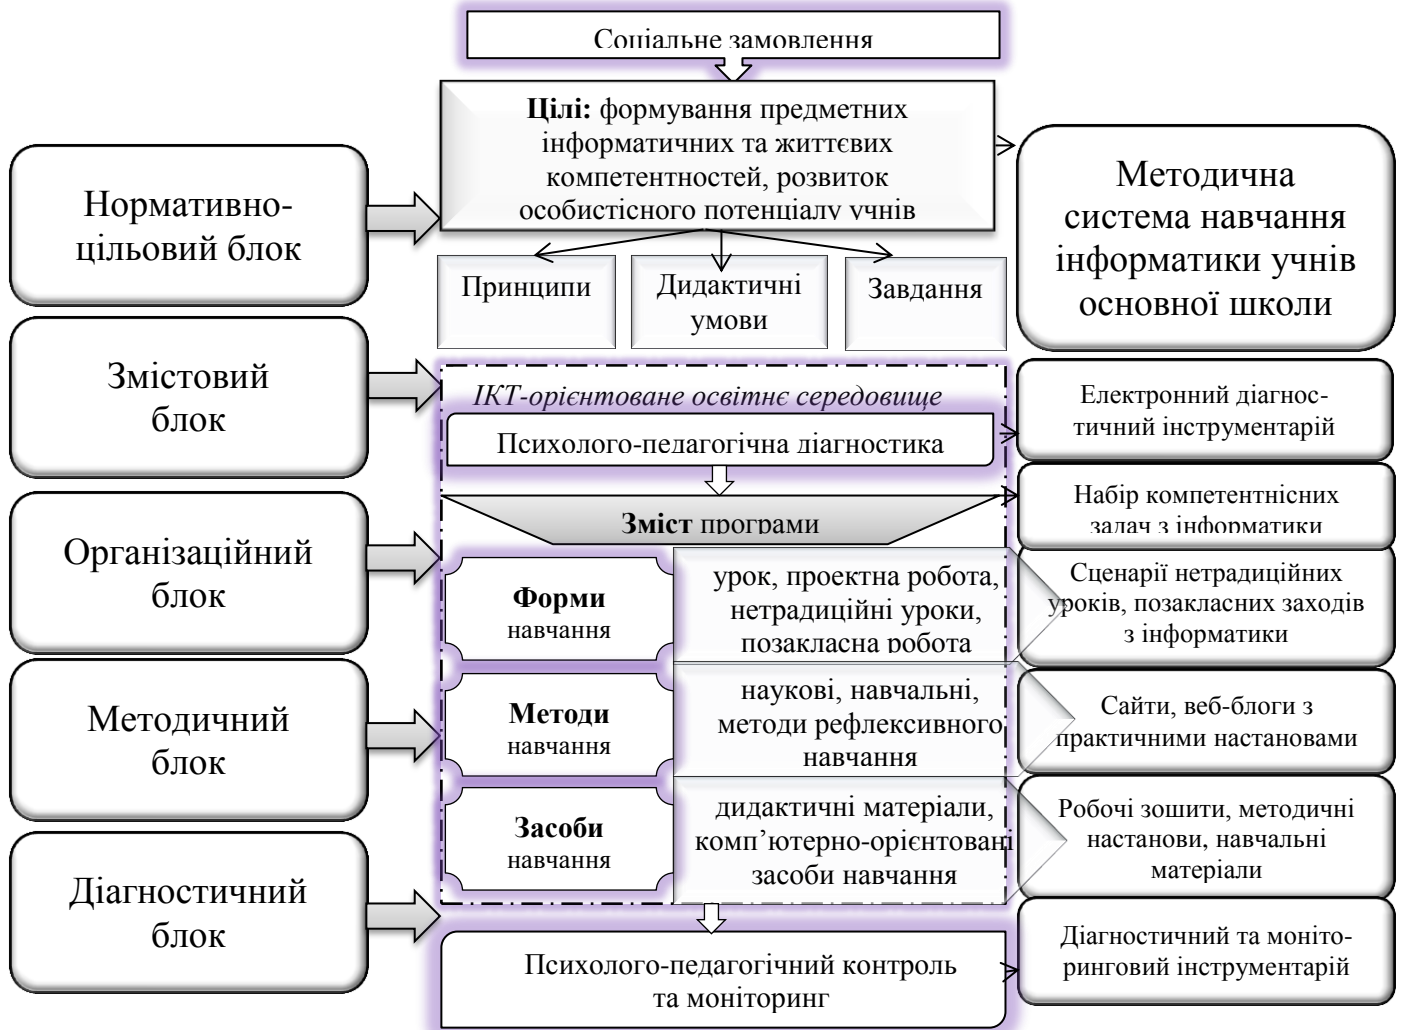 Соціальне замовлення
Цілі: формування предметних
інформатичних та життєвих
компетентностей, розвиток
особистісного потенціалу учнів
Нормативно-
цільовий блок
Методична
система навчання
інформатики учнів
основної школи
Принципи
Дидактичні
умови
Завдання
Змістовий
блок
ІКТ-орієнтоване освітнє середовище
Психолого-педагогічна діагностика
Електронний діагнос-
тичний інструментарій
Зміст програми
Набір компетентнісних
задач з інформатики
Організаційний
блок
Форми
навчання
урок, проектна робота,
нетрадиційні уроки,
позакласна робота
Сценарії нетрадиційних
уроків, позакласних заходів
з інформатики
Методичний
блок
Методи
навчання
наукові, навчальні,
методи рефлексивного
навчання
Сайти, веб-блоги з
практичними настановами
Засоби
навчання
дидактичні матеріали,
комп’ютерно-орієнтовані
засоби навчання
Робочі зошити, методичні
настанови, навчальні
матеріали
Діагностичний
блок
Психолого-педагогічний контроль
та моніторинг
Діагностичний та моніто-
ринговий інструментарій